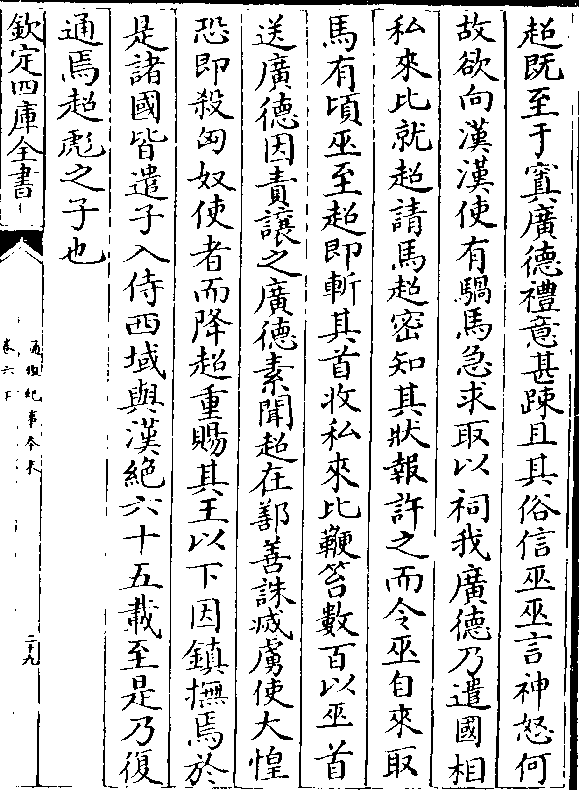 超既至于窴廣德禮意甚踈且其俗信巫巫言神怒何
故欲向漢漢使有騧馬急求取以祠我廣德乃遣國相
私來比就超請馬超密知其狀報許之而令巫自來取
馬有頃巫至超即斬其首收私來比鞭笞數百以巫首
送廣德因責讓之廣德素聞超在鄯善誅滅虜使大惶
恐即殺匈奴使者而降超重賜其王以下因鎮撫焉於
是諸國皆遣子入侍西域與漢絶六十五載至是乃復
通焉超彪之子也
欽定四庫全書
通鑑紀事本末
卷六下
二十九